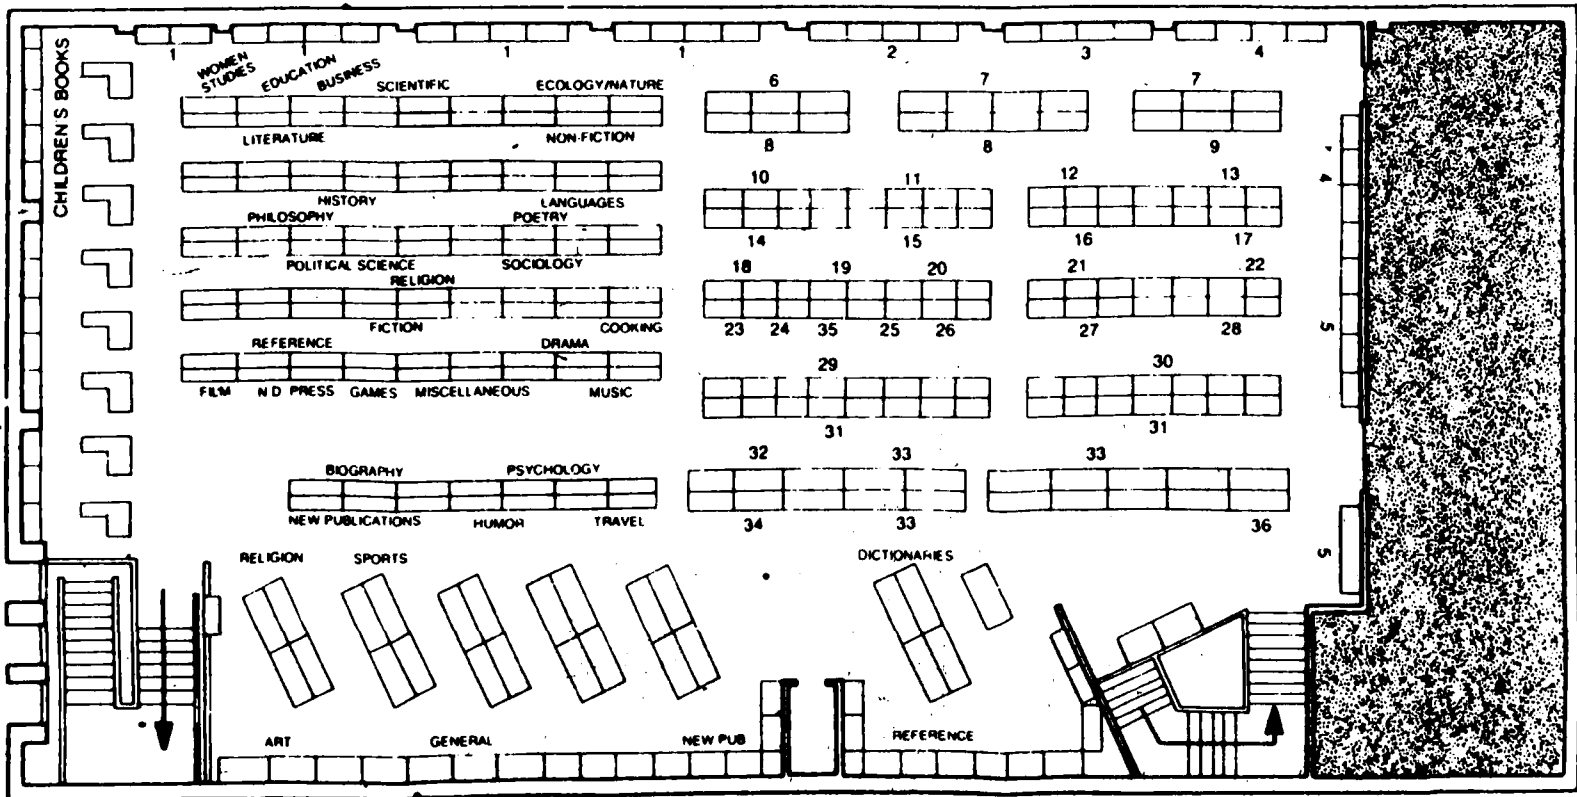 1 1 1 1 2 3 4
CHILDREN'S BOOKS
WOMEN
STUDIES
EDUCATION
BUSINESS
SCIENTIFIC
ECOLOGY/NATURE
LITERATURE
NON-FICTION
HISTORY
LANGUAGES
PHILOSOPHY
POETRY
POLITICAL SCIENCE
SOCIOLOGY
RELIGION
FICTION
COOKING
REFERENCE
DRAMA
FILM
N D PRESS
GAMES
MISCELLANEOUS
MUSIC
BIOGRAPHY
PSYCHOLOGY
NEW PUBLICATIONS
HUMOR
TRAVEL
6 7 7
8 8 9
10 11 12 13
14 15 16 17
18 19 20 21 22
23 24 35 25 26 27 28
29 30
31 31
32 33 33
34 33 36
4
5
5
RELIGION
SPORTS
DICTIONARIES
ART
GENERAL
NEW PUB
REFERENCE